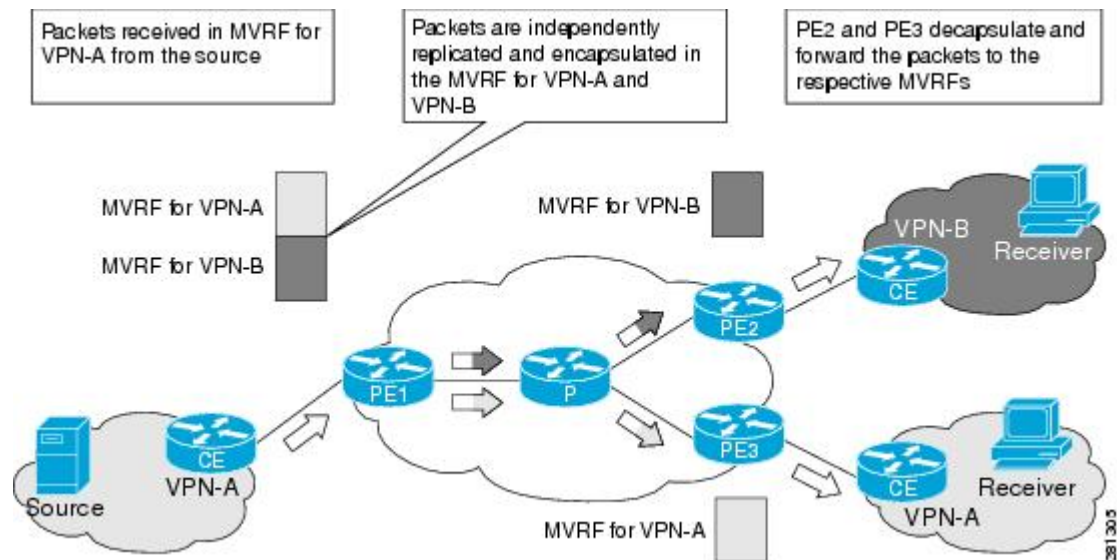 Packets received in MVRF for
VPN-A from the source
Packets are independently
replicated and encapsulated in
the MVRF for VPN-A and
VPN-B
PE2 and PE3 decapsulate and
forward the packets to the
respective MVRFs
MVRF for VPN-A
MVRF for VPN-B
MVRF for VPN-B
VPN-B
Receiver
CE
PE2
PE1
P
PE3
CE
VPN-A
Source
CE
Receiver
VPN-A
MVRF for VPN-A